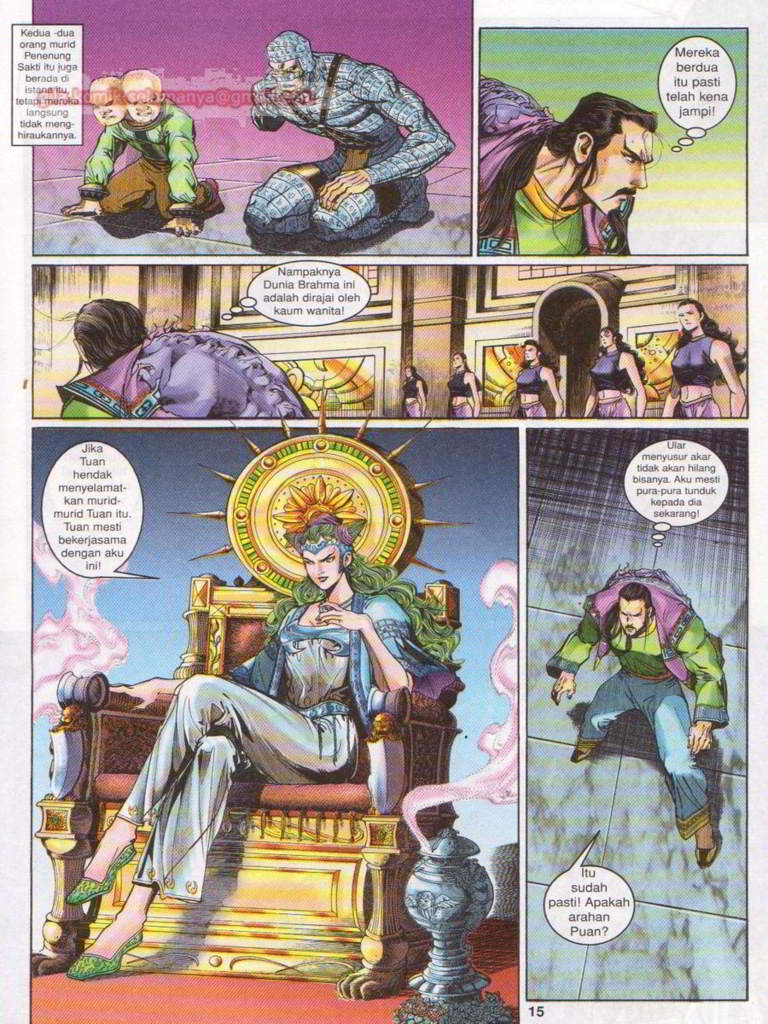 Kedua -dua
orang murid
Penenung
Sakti itu juga
berada di
istana itu,
tetapi mereka
langsung
tidak meng-
hiraukannya.
Mereka
berdua
itu pasti
telah kena
jampi!
Nampaknya
Dunia Brahma ini
adalah dirajai oleh
kaum wanita!
Jika
Tuan
hendak
menyelamat-
kan murid-
murid Tuan itu.
Tuan mesti
bekerjasama
dengan aku
ini!
Ular
menyusur akar
tidak akan hilang
bisanya. Aku mesti
pura-pura tunduk
kepada dia
sekarang!
Itu
sudah
pasti! Apakah
arahan
Puan?
15